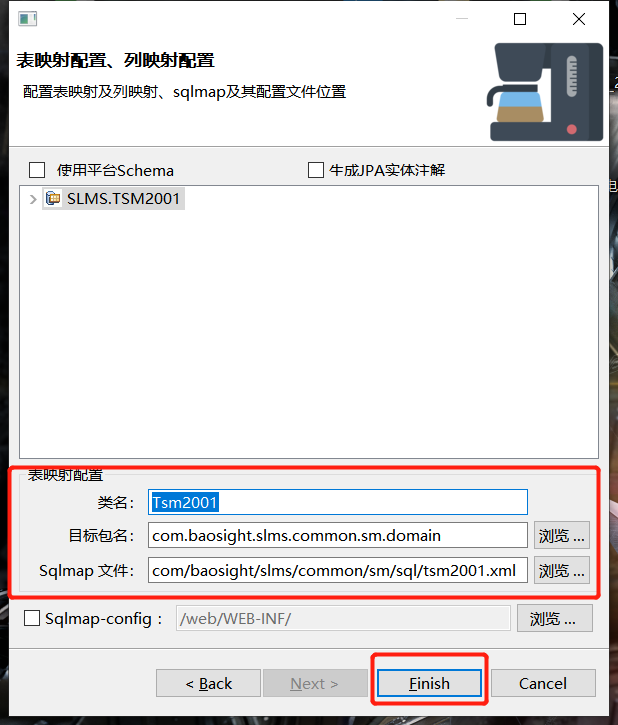 表映射配置、列映射配置
配置表映射及列映射、sqlmap及其配置文件位置
使用平台Schema 生成JPA实体注解
SLMS.TSM2001
表映射配置
类名: Tsm2001
目标包名: com.baosight.slms.common.sm.domain 浏览 ...
Sqlmap 文件: com/baosight/slms/common/sm/sql/tsm2001.xml 浏览 ...
Sqlmap-config : /web/WEB-INF/ 浏览 ...
< Back Next > Finish Cancel